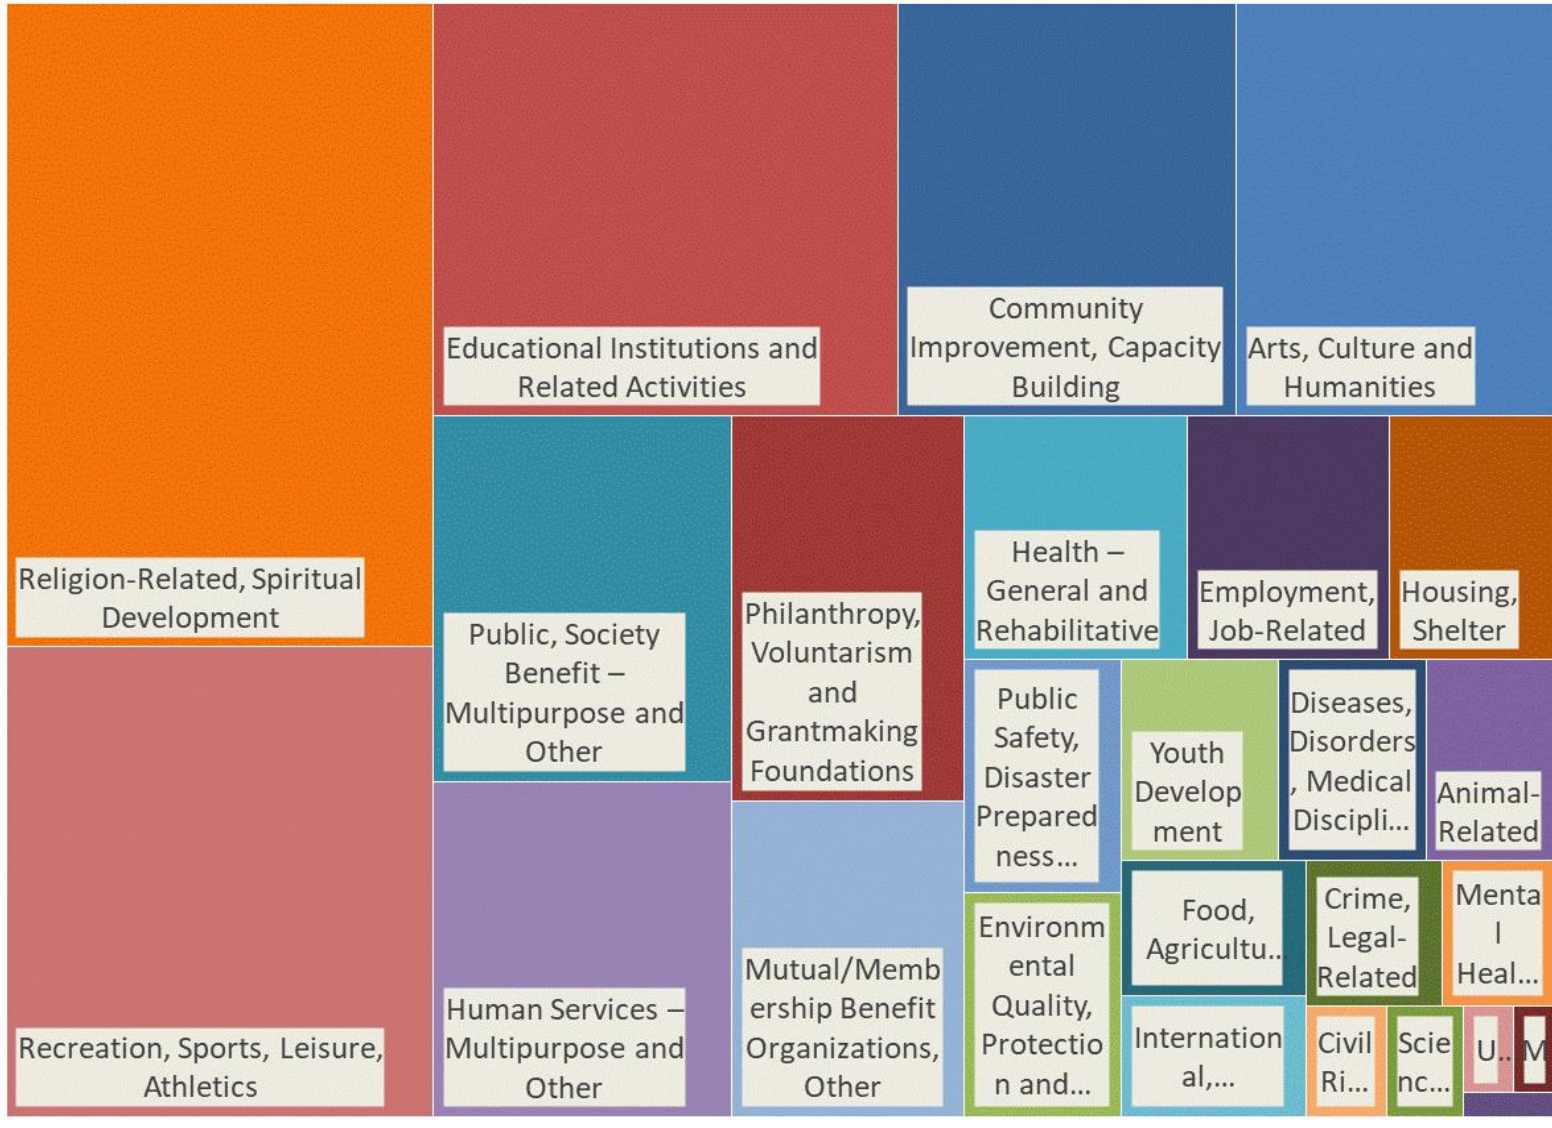 Religion-Related, Spiritual
Development
Recreation, Sports, Leisure,
Athletics
Educational Institutions and
Related Activities
Community
Improvement, Capacity
Building
Arts, Culture and
Humanities
Public, Society
Benefit –
Multipurpose and
Other
Human Services –
Multipurpose and
Other
Philanthropy,
Voluntarism
and
Grantmaking
Foundations
Mutual/Memb
ership Benefit
Organizations,
Other
Health –
General and
Rehabilitative
Employment,
Job-Related
Housing,
Shelter
Public
Safety,
Disaster
Prepared
ness...
Youth
Develop
ment
Diseases,
Disorders
, Medical
Discipli...
Animal-
Related
Environm
ental
Quality,
Protectio
n and...
Food,
Agricultu...
Internation
al,...
Crime,
Legal-
Related
Menta
l
Heal...
Civil
Ri...
Scie
nc...
U..
M